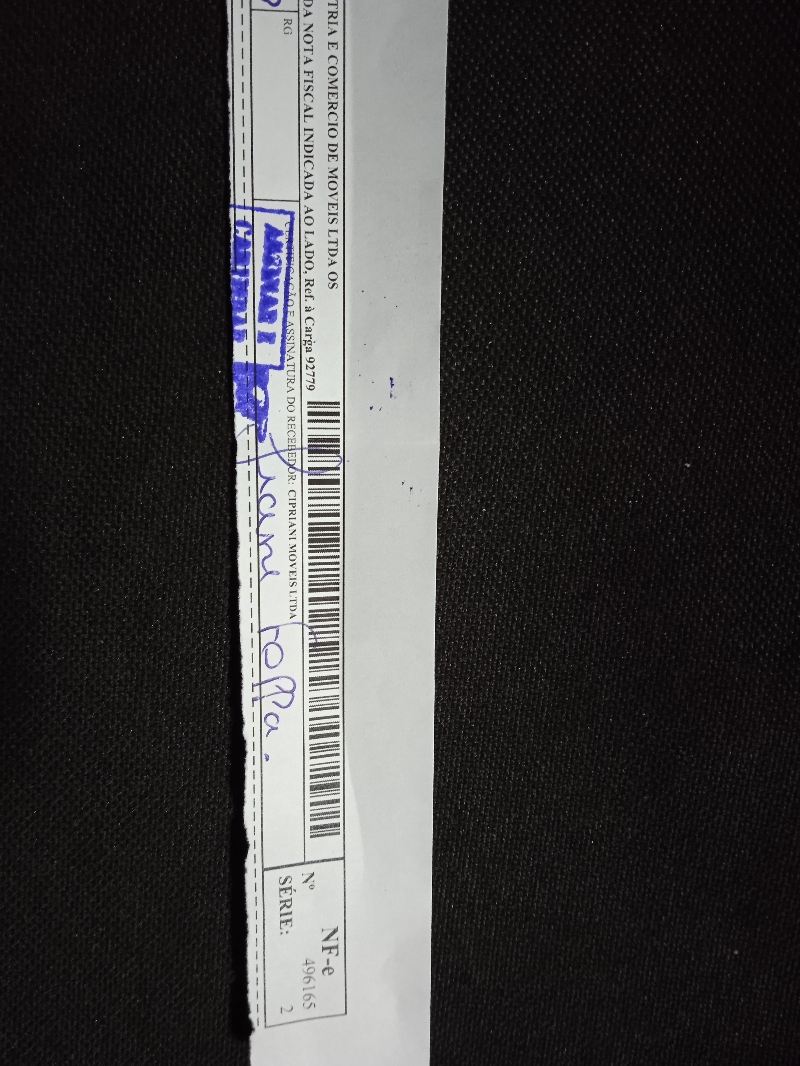 TRIA E COMERCIO DE MOVEIS LTDA OS
DA NOTA FISCAL INDICADA AO LADO, Ref. à Carga 92779
RG
IDENTIFICAÇÃO E ASSINATURA DO RECEBEDOR: CIPRIANI MOVEIS LTDA
NF-e
Nº 496165
SÉRIE: 2